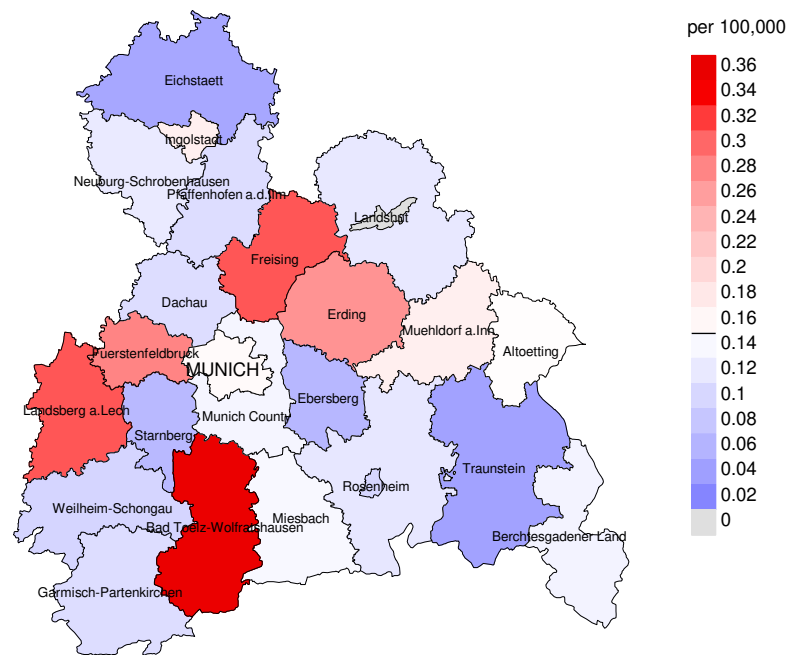 per 100,000
0.36
0.34
0.32
0.3
0.28
0.26
0.24
0.22
0.2
0.18
0.16
0.14
0.12
0.1
0.08
0.06
0.04
0.02
0
Eichstaett
Ingolstadt
Neuburg-Schrobenhausen
Pfaffenhofen a.d.Ilm
Landshut
Freising
Dachau
Erding
Muehldorf a.Inn
Altoetting
Fuerstenfeldbruck
MUNICH
Ebersberg
Landsberg a.Lech
Munich County
Starnberg
Traunstein
Rosenheim
Weilheim-Schongau
Miesbach
Bad Toelz-Wolfratshausen
Berchtesgadener Land
Garmisch-Partenkirchen